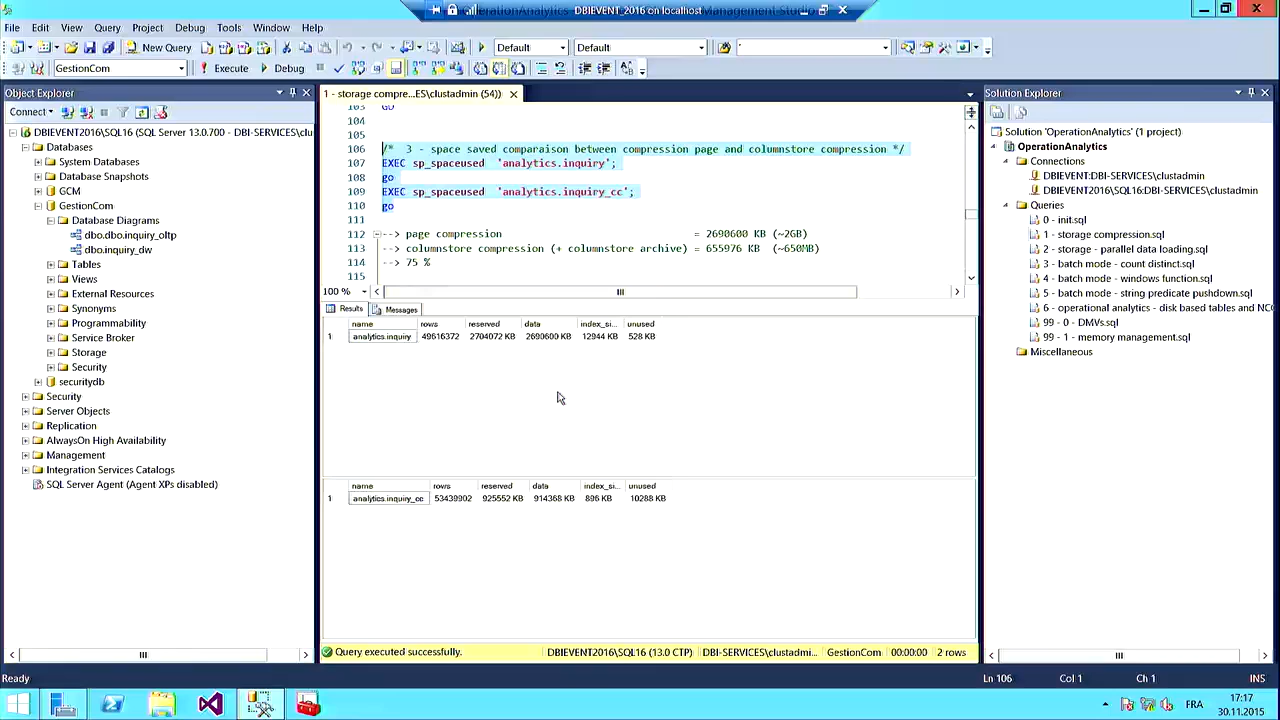 DBIEVENT_2016 on localhost
File Edit View Query Project Debug Tools Window Help
New Query Default Default
GestionCom Execute Debug
Object Explorer
Connect
DBIEVENT2016\SQL16 (SQL Server 13.0.700 - DBI-SERVICES\clu
Databases
System Databases
Database Snapshots
GCM
GestionCom
Database Diagrams
dbo.dbo.inquiry_oltp
dbo.inquiry_dw
Tables
Views
External Resources
Synonyms
Programmability
Service Broker
Storage
Security
securitydb
Security
Server Objects
Replication
AlwaysOn High Availability
Management
Integration Services Catalogs
SQL Server Agent (Agent XPs disabled)
1 - storage compre...ES\clustadmin (54))
103 GO
104
105
106 /* 3 - space saved comparaison between compression page and columnstore compression */
107 EXEC sp_spaceused 'analytics.inquiry';
108 go
109 EXEC sp_spaceused 'analytics.inquiry_cc';
110 go
112 --> page compression = 2690600 KB (~2GB)
113 --> columnstore compression (+ columnstore archive) = 655976 KB (~650MB)
114 --> 75 %
115
100 %
Results Messages
name rows reserved data index_si... unused
1 analytics.inquiry 49616372 2704072 KB 2690600 KB 12944 KB 528 KB
name rows reserved data index_si... unused
1 analytics.inquiry_cc 53439902 925552 KB 914368 KB 896 KB 10288 KB
Query executed successfully. DBIEVENT2016\SQL16 (13.0 CTP) DBI-SERVICES\clustadmi... GestionCom 00:00:00 2 rows
Solution Explorer
Solution 'OperationAnalytics' (1 project)
OperationAnalytics
Connections
DBIEVENT:DBI-SERVICES\clustadmin
DBIEVENT2016\SQL16:DBI-SERVICES\clustadmin
Queries
0 - init.sql
1 - storage compression.sql
2 - storage - parallel data loading.sql
3 - batch mode - count distinct.sql
4 - batch mode - windows function.sql
5 - batch mode - string predicate pushdown.sql
6 - operational analytics - disk based tables and NCC
99 - 0 - DMVs.sql
99 - 1 - memory management.sql
Miscellaneous
Ready Ln 106 Col 1 Ch 1 INS
FRA 17:17
30.11.2015